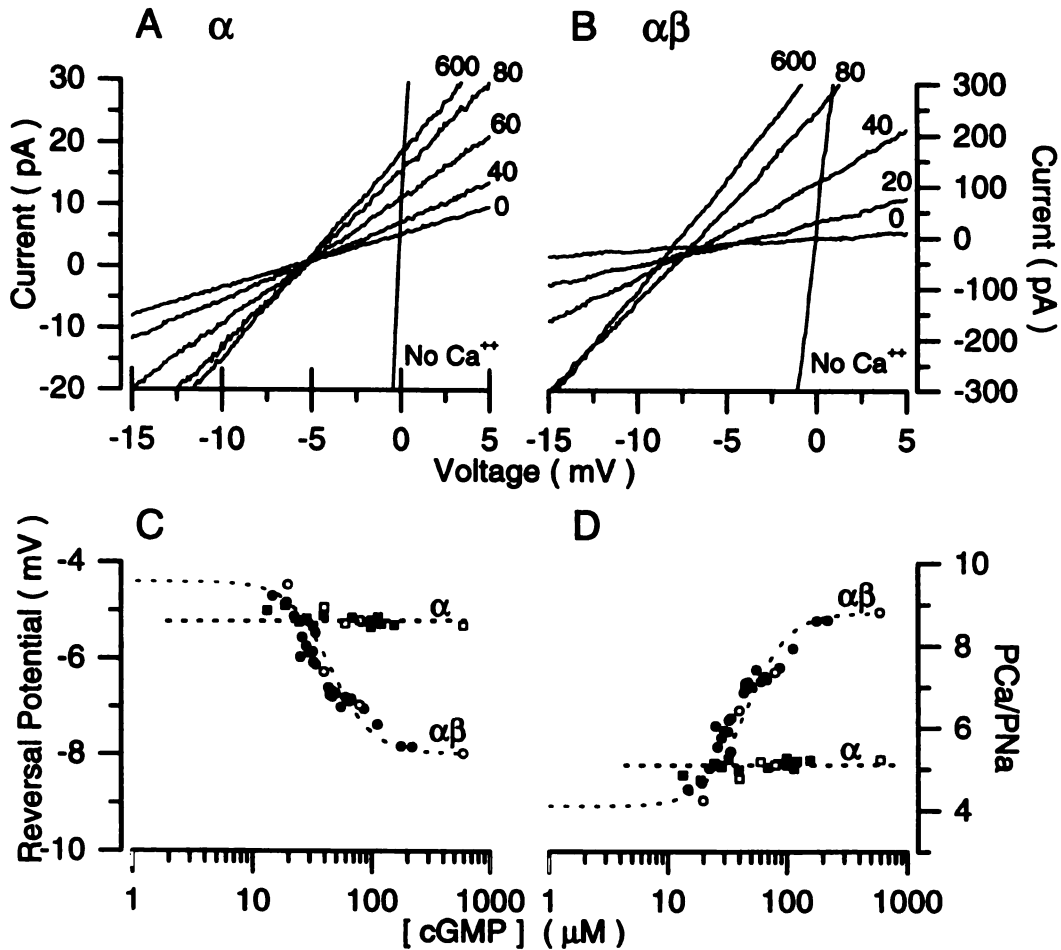 A α
B αβ
600 80
60
40
0
30
20
10
0
-10
-20
Current ( pA )
No Ca++
-15 -10 -5 0 5
600 80
40
20
0
300
200
100
0
-100
-200
-300
Current ( pA )
No Ca++
-15 -10 -5 0 5
Voltage ( mV )
C
D
-4
-6
-8
-10
Reversal Potential ( mV )
α
αβ
1 10 100 1000
αβ
α
10
8
6
4
PCa/PNa
1 10 100 1000
[ cGMP ] ( μM )